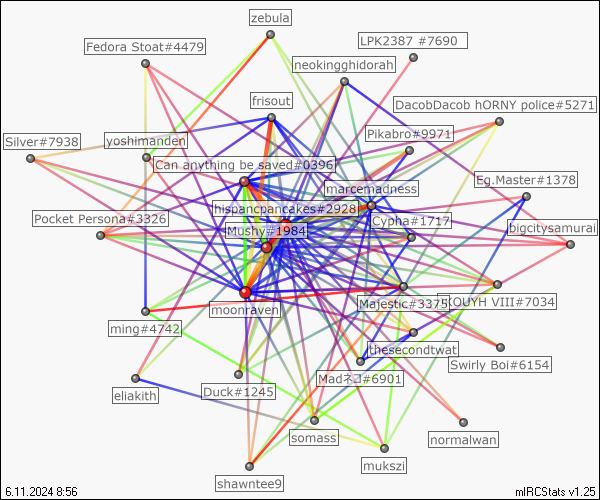 zebula
Fedora Stoat#4479
LPK2387 #7690
neokingghidorah
frisout
DacobDacob hORNY police#5271
Silver#7938
yoshimanden
Pikabro#9971
Can anything be saved#0396
Eg.Master#1378
marcemadness
hispancpancakes#2928
Pocket Persona#3326
Cypha#1717
Mushy#1984
bigcitysamurai
moonraven
Majestic#3375
KOUYH VIII#7034
ming#4742
thesecondtwat
Swirly Boi#6154
Madネコ#6901
eliakith
Duck#1245
somass
normalwan
mukszi
shawntee9
6.11.2024 8:56
mIRCStats v1.25